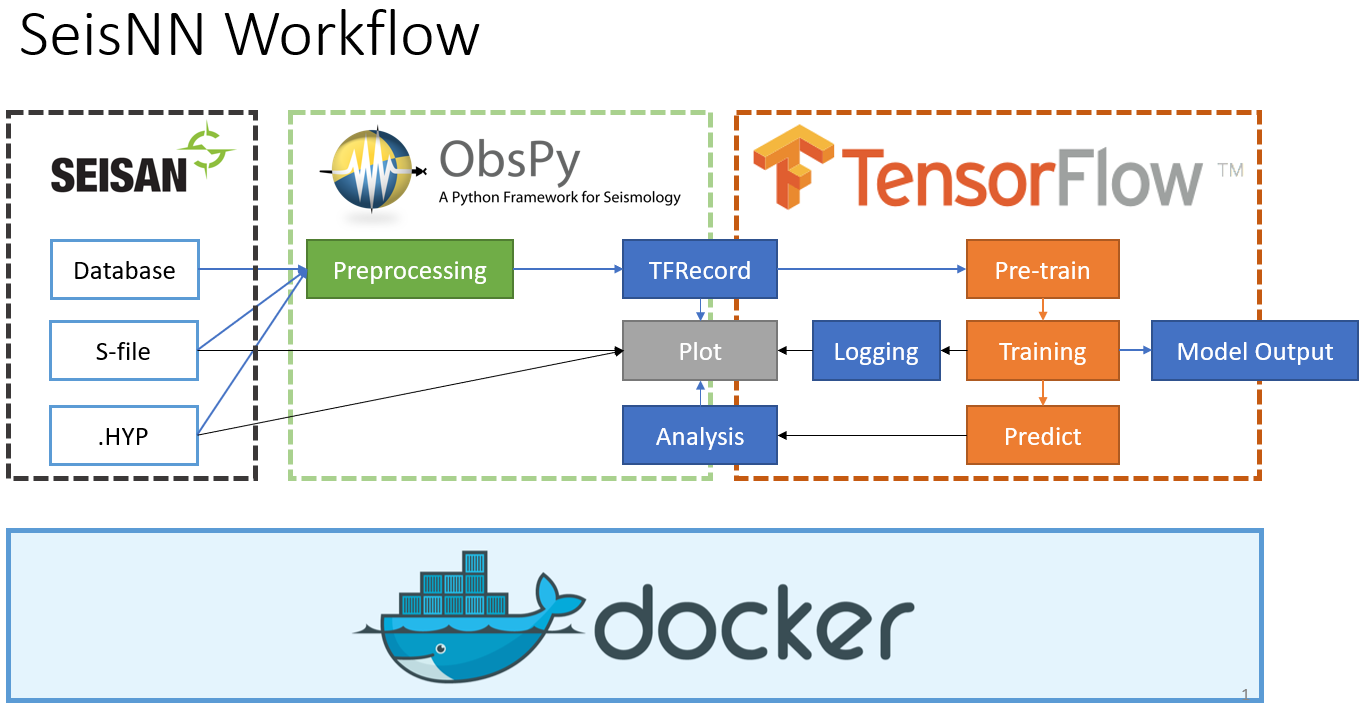 SeisNN Workflow
SEISAN
ObsPy
A Python Framework for Seismology
TensorFlow ™
Database
Preprocessing
TFRecord
Pre-train
S-file
Plot
Logging
Training
Model Output
.HYP
Analysis
Predict
docker
1